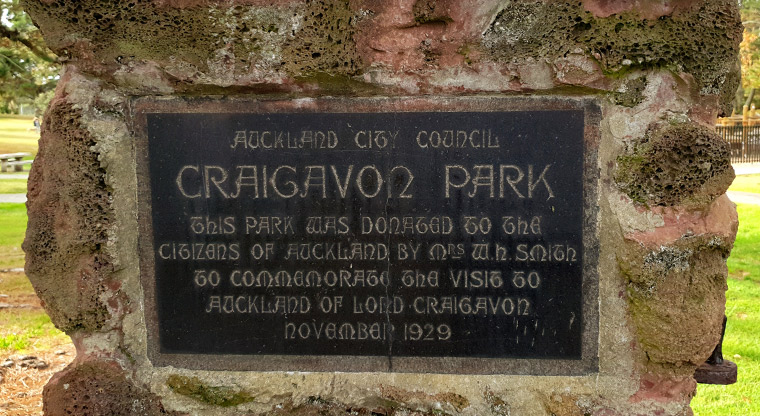 AUCKLAND CITY COUNCIL
CRAIGAVON PARK
THIS PARK WAS DONATED TO THE
CITIZENS OF AUCKLAND BY MRS W.H. SMITH
TO COMMEMORATE THE VISIT TO
AUCKLAND OF LORD CRAIGAVON
NOVEMBER 1929